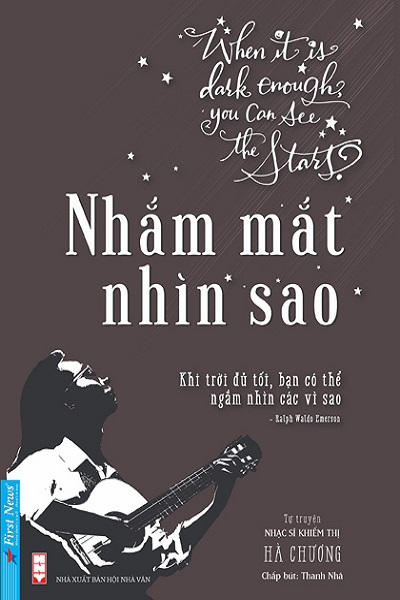 When it is
dark enough,
you can see
the Stars?
Nhắm mắt
nhìn sao
Khi trời đủ tối, bạn có thể
ngắm nhìn các vì sao
- Ralph Waldo Emerson
Tự truyện
NHẠC SĨ KHIẾM THỊ
HÀ CHƯƠNG
Chấp bút: Thanh Nhã
First News
NHÀ XUẤT BẢN HỘI NHÀ VĂN